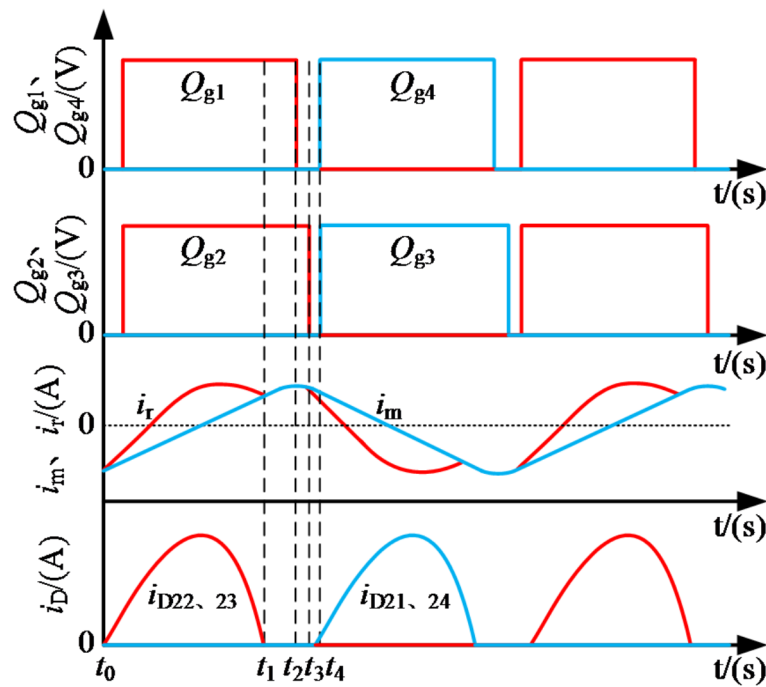 Qg1、
Qg4/(V)
Qg1
Qg4
0
t/(s)
Qg2、
Qg3/(V)
Qg2
Qg3
0
t/(s)
im、 ir/(A)
ir
im
0
t/(s)
iD/(A)
iD22、23
iD21、24
0
t0 t1 t2 t3 t4
t/(s)